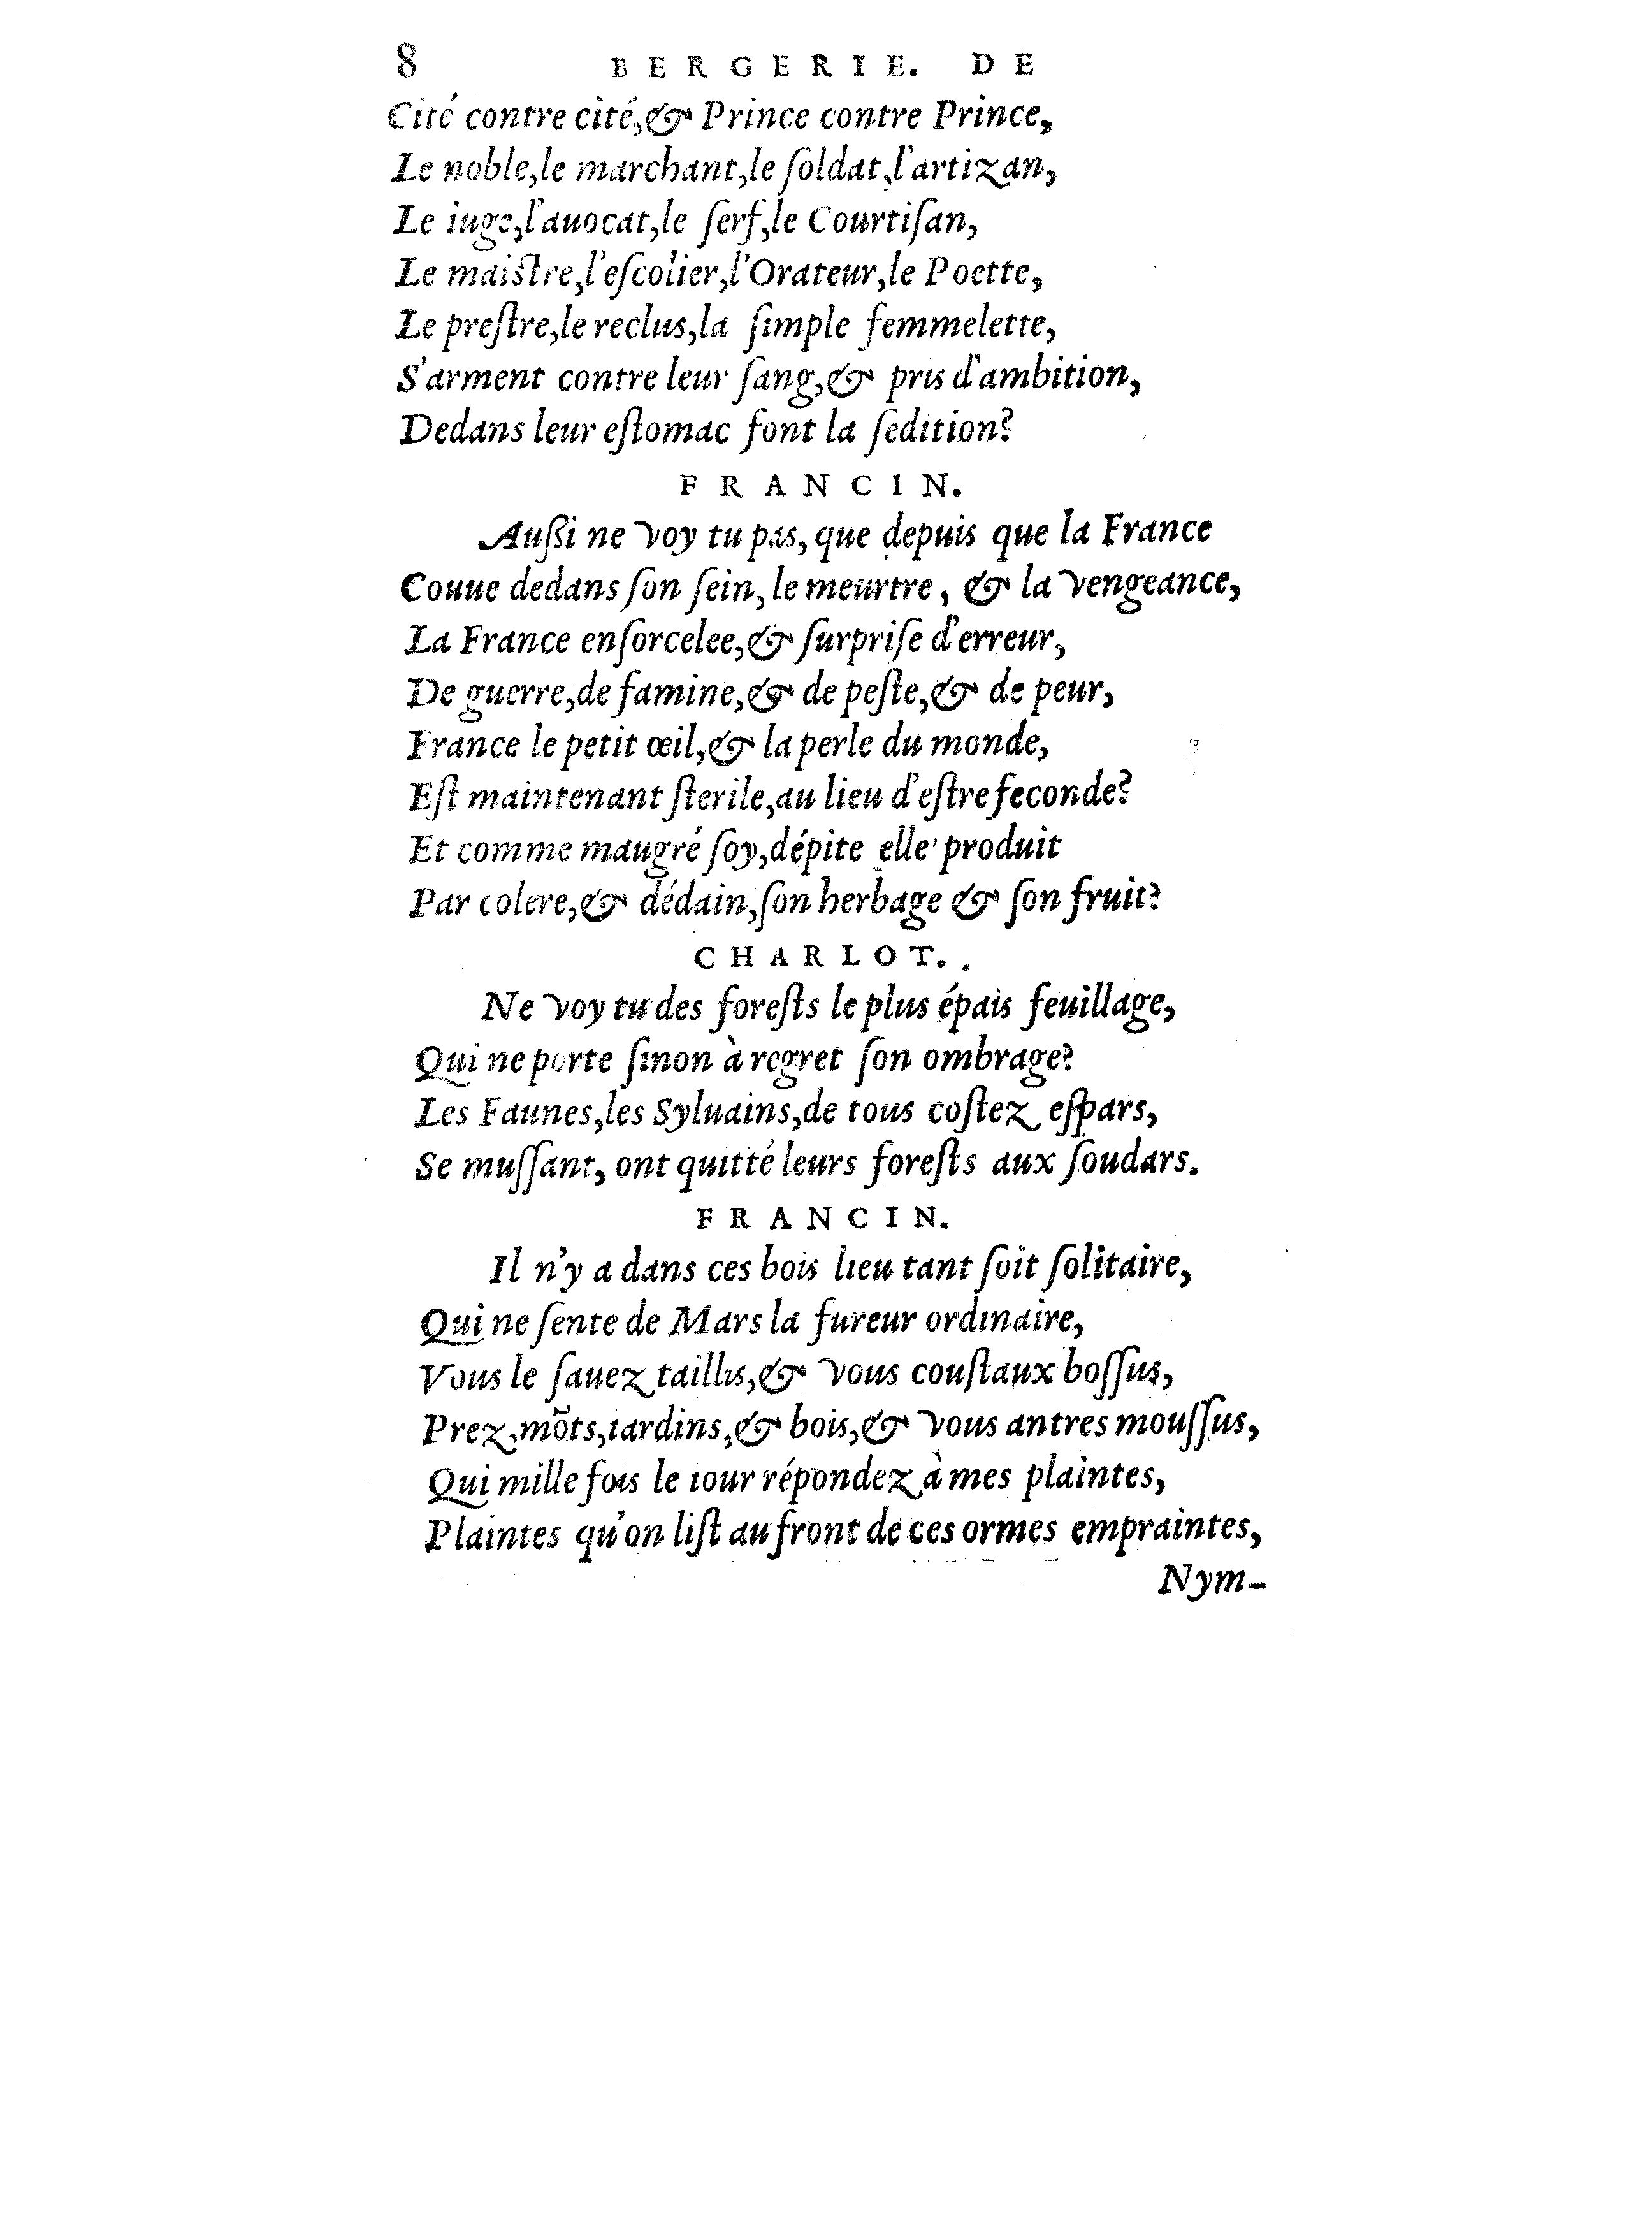 8 BERGERIE. DE
Cité contre cité, & Prince contre Prince,
Le noble, le marchant, le ſoldat, l'artizan,
Le iuge, l'auocat, le ſerf, le Courtiſan,
Le maiſtre, l'eſcolier, l'Orateur, le Poette,
Le preſtre, le reclus, la ſimple femmelette,
S'arment contre leur ſang, & pris d'ambition,
Dedans leur eſtomac font la ſedition?
FRANCIN.
Außi ne voy tu pas, que depuis que la France
Couue dedans ſon ſein, le meurtre, & la vengeance,
La France enſorcelee, & ſurpriſe d'erreur,
De guerre, de famine, & de peſte, & de peur,
France le petit œil, & la perle du monde,
Eſt maintenant ſterile, au lieu d'eſtre feconde?
Et comme maugré ſoy, dépite elle produit
Par colere, & dédain, ſon herbage & ſon fruit?
CHARLOT.
Ne voy tu des foreſts le plus épais feuillage,
Qui ne porte ſinon à regret ſon ombrage?
Les Faunes, les Syluains, de tous coſtez eſpars,
Se muſſant, ont quitté leurs foreſts aux ſoudars.
FRANCIN.
Il n'y a dans ces bois lieu tant ſoit ſolitaire,
Qui ne ſente de Mars la fureur ordinaire,
Vous le ſauez taillis, & vous couſtaux boſſus,
Prez, mõts, iardins, & bois, & vous antres mouſſus,
Qui mille fois le iour répondez à mes plaintes,
Plaintes qu'on liſt au front de ces ormes empraintes,
Nym-